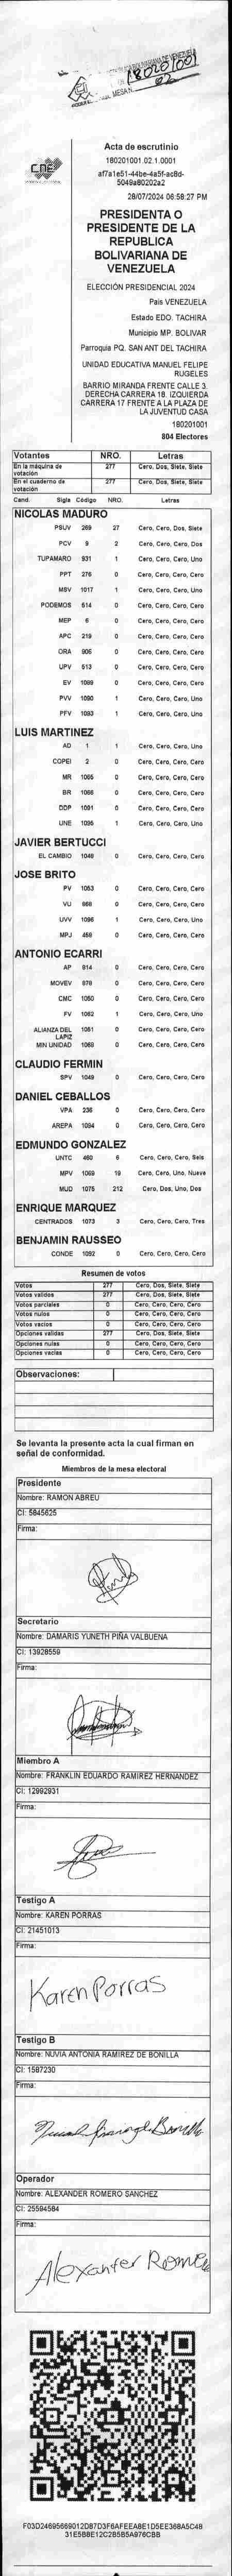 180201001
02
MESA N
CNE
Acta de escrutinio
180201001.02.1.0001
af7a1e51-44be-4a5f-ac8d-
5049a80202a2
28/07/2024 06:58:27 PM
PRESIDENTA O
PRESIDENTE DE LA
REPUBLICA
BOLIVARIANA DE
VENEZUELA
ELECCIÓN PRESIDENCIAL 2024
País VENEZUELA
Estado EDO. TACHIRA
Municipio MP. BOLIVAR
Parroquia PQ. SAN ANT DEL TACHIRA
UNIDAD EDUCATIVA MANUEL FELIPE
RUGELES
BARRIO MIRANDA FRENTE CALLE 3.
DERECHA CARRERA 18. IZQUIERDA
CARRERA 17 FRENTE A LA PLAZA DE
LA JUVENTUD CASA
180201001
804 Electores
Votantes NRO. Letras
En la máquina de votación 277 Cero, Dos, Siete, Siete
En el cuaderno de votación 277 Cero, Dos, Siete, Siete
Cand. Sigla Código NRO. Letras
NICOLAS MADURO
PSUV 269 27 Cero, Cero, Dos, Siete
PCV 9 2 Cero, Cero, Cero, Dos
TUPAMARO 931 1 Cero, Cero, Cero, Uno
PPT 276 0 Cero, Cero, Cero, Cero
MSV 1017 1 Cero, Cero, Cero, Uno
PODEMOS 514 0 Cero, Cero, Cero, Cero
MEP 6 0 Cero, Cero, Cero, Cero
APC 219 0 Cero, Cero, Cero, Cero
ORA 906 0 Cero, Cero, Cero, Cero
UPV 513 0 Cero, Cero, Cero, Cero
EV 1089 0 Cero, Cero, Cero, Cero
PVV 1090 1 Cero, Cero, Cero, Uno
PFV 1093 1 Cero, Cero, Cero, Uno
LUIS MARTINEZ
AD 1 1 Cero, Cero, Cero, Uno
COPEI 2 0 Cero, Cero, Cero, Cero
MR 1065 0 Cero, Cero, Cero, Cero
BR 1066 0 Cero, Cero, Cero, Cero
DDP 1091 0 Cero, Cero, Cero, Cero
UNE 1095 1 Cero, Cero, Cero, Uno
JAVIER BERTUCCI
EL CAMBIO 1048 0 Cero, Cero, Cero, Cero
JOSE BRITO
PV 1053 0 Cero, Cero, Cero, Cero
VU 868 0 Cero, Cero, Cero, Cero
UVV 1096 1 Cero, Cero, Cero, Uno
MPJ 459 0 Cero, Cero, Cero, Cero
ANTONIO ECARRI
AP 814 0 Cero, Cero, Cero, Cero
MOVEV 979 0 Cero, Cero, Cero, Cero
CMC 1050 0 Cero, Cero, Cero, Cero
FV 1052 1 Cero, Cero, Cero, Uno
ALIANZA DEL LAPIZ 1051 0 Cero, Cero, Cero, Cero
MIN UNIDAD 1068 0 Cero, Cero, Cero, Cero
CLAUDIO FERMIN
SPV 1049 0 Cero, Cero, Cero, Cero
DANIEL CEBALLOS
VPA 236 0 Cero, Cero, Cero, Cero
AREPA 1094 0 Cero, Cero, Cero, Cero
EDMUNDO GONZALEZ
UNTC 460 6 Cero, Cero, Cero, Seis
MPV 1069 19 Cero, Cero, Uno, Nueve
MUD 1075 212 Cero, Dos, Uno, Dos
ENRIQUE MARQUEZ
CENTRADOS 1073 3 Cero, Cero, Cero, Tres
BENJAMIN RAUSSEO
CONDE 1092 0 Cero, Cero, Cero, Cero
Resumen de votos
Votos 277 Cero, Dos, Siete, Siete
Votos válidos 277 Cero, Dos, Siete, Siete
Votos parciales 0 Cero, Cero, Cero, Cero
Votos nulos 0 Cero, Cero, Cero, Cero
Votos vacíos 0 Cero, Cero, Cero, Cero
Opciones válidas 277 Cero, Dos, Siete, Siete
Opciones nulas 0 Cero, Cero, Cero, Cero
Opciones vacías 0 Cero, Cero, Cero, Cero
Observaciones:
Se levanta la presente acta la cual firman en
señal de conformidad.
Miembros de la mesa electoral
Presidente
Nombre: RAMON ABREU
CI: 5845625
Firma:
Secretario
Nombre: DAMARIS YUNETH PIÑA VALBUENA
CI: 13928559
Firma:
Miembro A
Nombre: FRANKLIN EDUARDO RAMIREZ HERNANDEZ
CI: 12992931
Firma:
Testigo A
Nombre: KAREN PORRAS
CI: 21451013
Firma:
Karen Porras
Testigo B
Nombre: NUVIA ANTONIA RAMIREZ DE BONILLA
CI: 1587230
Firma:
Operador
Nombre: ALEXANDER ROMERO SANCHEZ
CI: 25594584
Firma:
Alexanter Rome
F03D24695669012D87D3F6AFEEA8E1D5EE368A5C48
31E5B8E12C2B5B5A976CBB